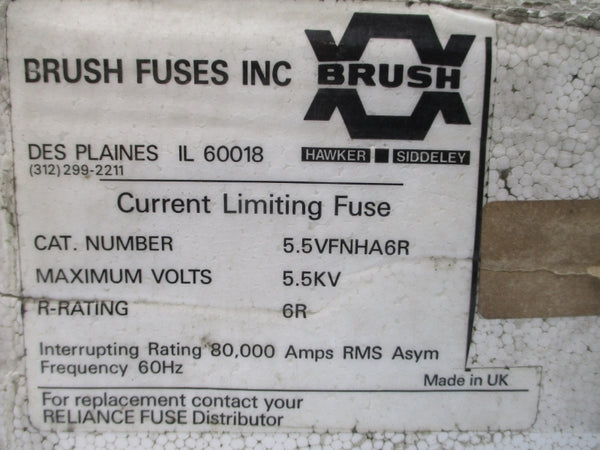 BRUSH FUSES INC
BRUSH
DES PLAINES IL 60018
(312) 299-2211
HAWKER SIDDELEY
Current Limiting Fuse
CAT. NUMBER 5.5VFNHA6R
MAXIMUM VOLTS 5.5KV
R-RATING 6R
Interrupting Rating 80,000 Amps RMS Asym
Frequency 60Hz
Made in UK
For replacement contact your
RELIANCE FUSE Distributor